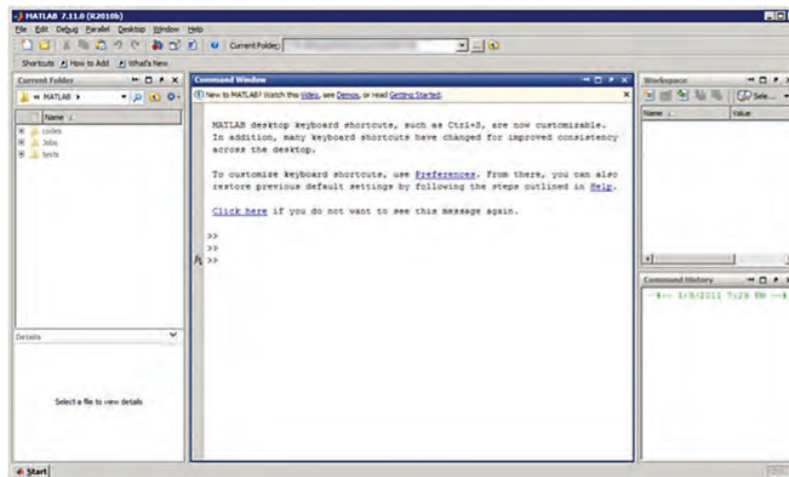 MATLAB 7.11.0 (R2010b)
File Edit Debug Parallel Desktop Window Help
Current Folder:
Shortcuts How to Add What's New
Current Folder
« MATLAB ▸
Name
codes
Jobs
tests
Details
Select a file to view details
Command Window
New to MATLAB? Watch this Video, see Demos, or read Getting Started.
MATLAB desktop keyboard shortcuts, such as Ctrl+S, are now customizable.
In addition, many keyboard shortcuts have changed for improved consistency
across the desktop.
To customize keyboard shortcuts, use Preferences. From there, you can also
restore previous default settings by following the steps outlined in Help.
Click here if you do not want to see this message again.
>>
>>
fx >>
Workspace
Sele...
Name Value
Command History
Start